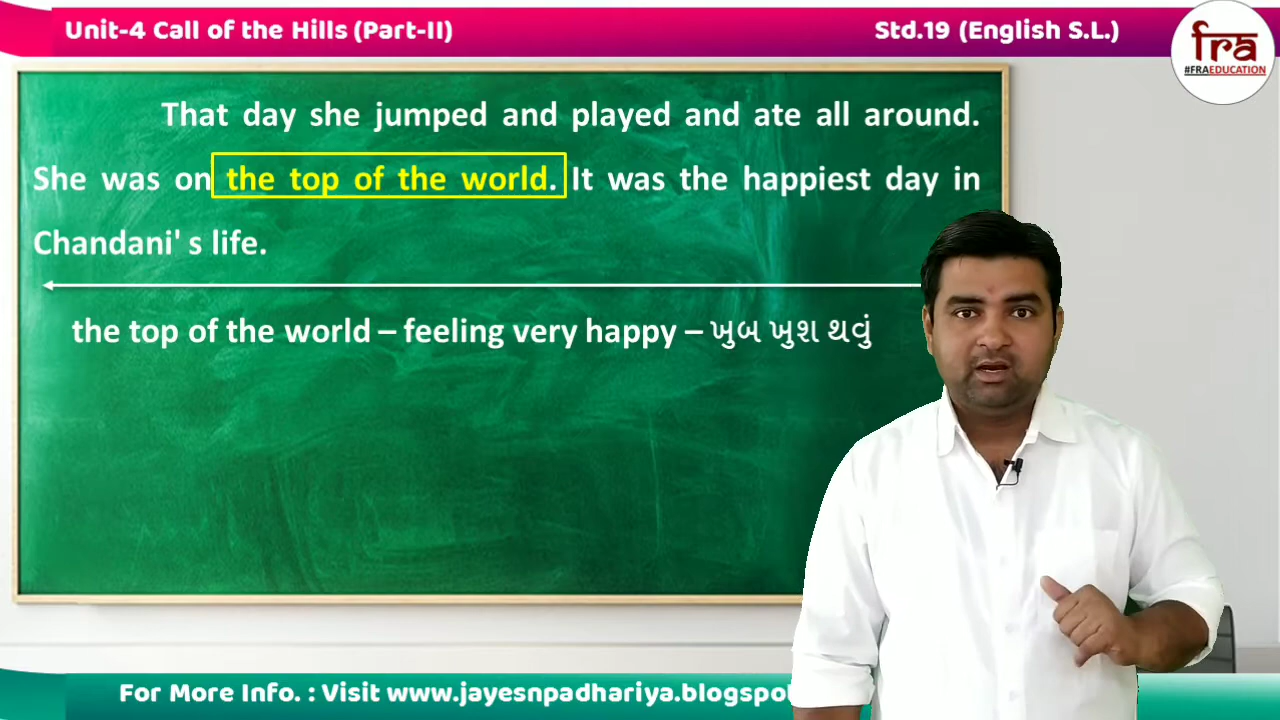 Unit-4 Call of the Hills (Part-II)
Std.19 (English S.L.)
fra
#FRAEDUCATION
That day she jumped and played and ate all around.
She was on the top of the world. It was the happiest day in
Chandani' s life.
the top of the world – feeling very happy – ખુબ ખુશ થવું
For More Info. : Visit www.jayesnpadhariya.blogspo